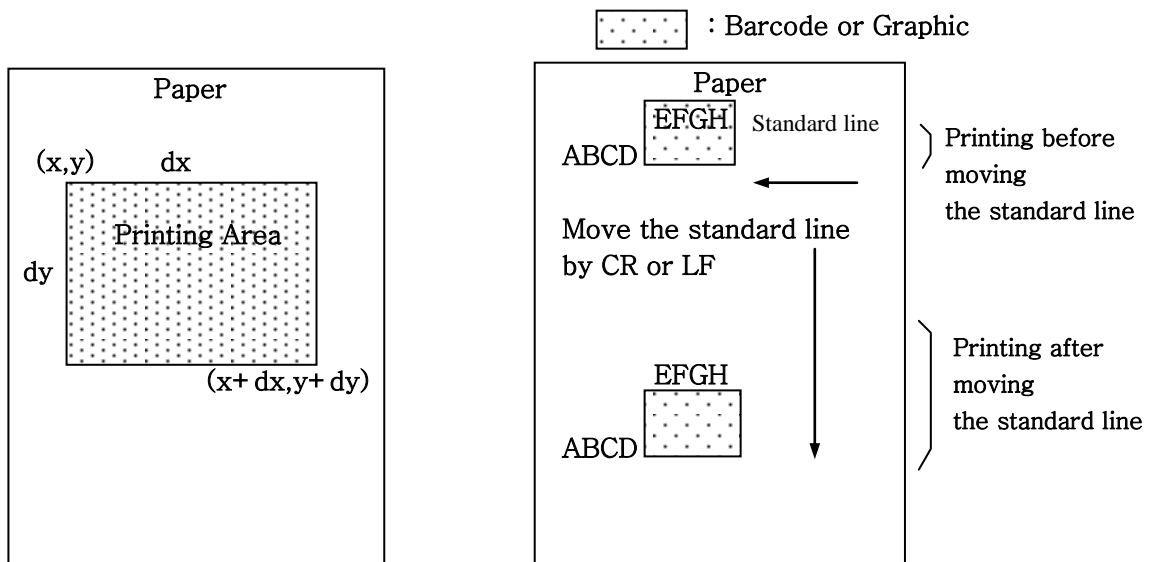 : Barcode or Graphic
Paper
(x,y)
dx
Printing Area
dy
(x+ dx,y+ dy)
Paper
EFGH
Standard line
ABCD
Printing before
moving
the standard line
Move the standard line
by CR or LF
EFGH
ABCD
Printing after
moving
the standard line